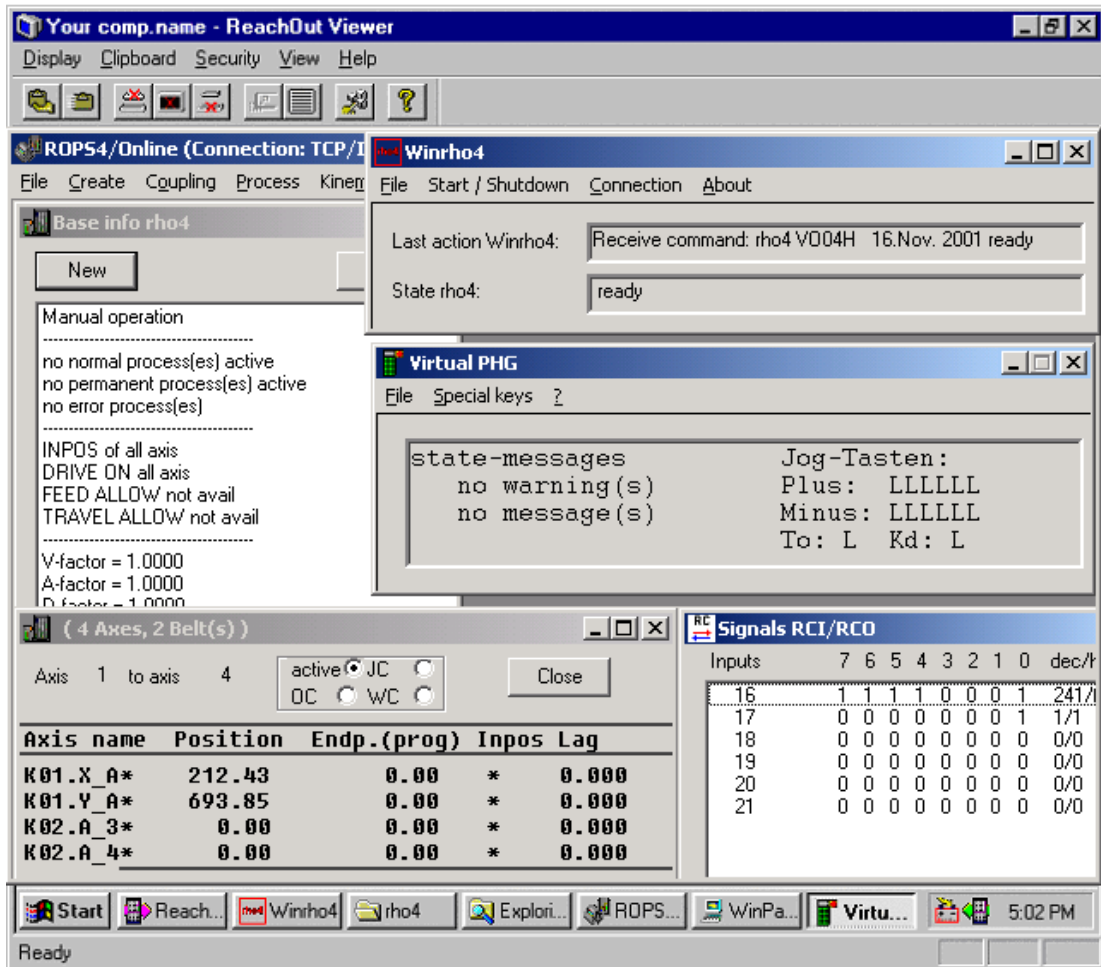 Your comp.name - ReachOut Viewer
Display Clipboard Security View Help
ROPS4/Online (Connection: TCP/I
File Create Coupling Process Kinem
Base info rho4
New
Manual operation
no normal process(es) active
no permanent process(es) active
no error process(es)
INPOS of all axis
DRIVE ON all axis
FEED ALLOW not avail
TRAVEL ALLOW not avail
V-factor = 1.0000
A-factor = 1.0000
D-factor = 1.0000
Winrho4
File Start / Shutdown Connection About
Last action Winrho4: Receive command: rho4 VO04H 16.Nov. 2001 ready
State rho4: ready
Virtual PHG
File Special keys ?
state-messages Jog-Tasten:
no warning(s) Plus: LLLLLL
no message(s) Minus: LLLLLL
To: L Kd: L
( 4 Axes, 2 Belt(s) )
Axis 1 to axis 4 active JC
OC WC
Close
Axis name Position Endp.(prog) Inpos Lag
K01.X_A* 212.43 0.00 * 0.000
K01.Y_A* 693.85 0.00 * 0.000
K02.A_3* 0.00 0.00 * 0.000
K02.A_4* 0.00 0.00 * 0.000
RC Signals RCI/RCO
Inputs 7 6 5 4 3 2 1 0 dec/h
16 1 1 1 1 0 0 0 1 241/
17 0 0 0 0 0 0 0 1 1/1
18 0 0 0 0 0 0 0 0 0/0
19 0 0 0 0 0 0 0 0 0/0
20 0 0 0 0 0 0 0 0 0/0
21 0 0 0 0 0 0 0 0 0/0
Start Reach... rho4 Winrho4 rho4 Explori... ROPS... WinPa... Virtu... 5:02 PM
Ready